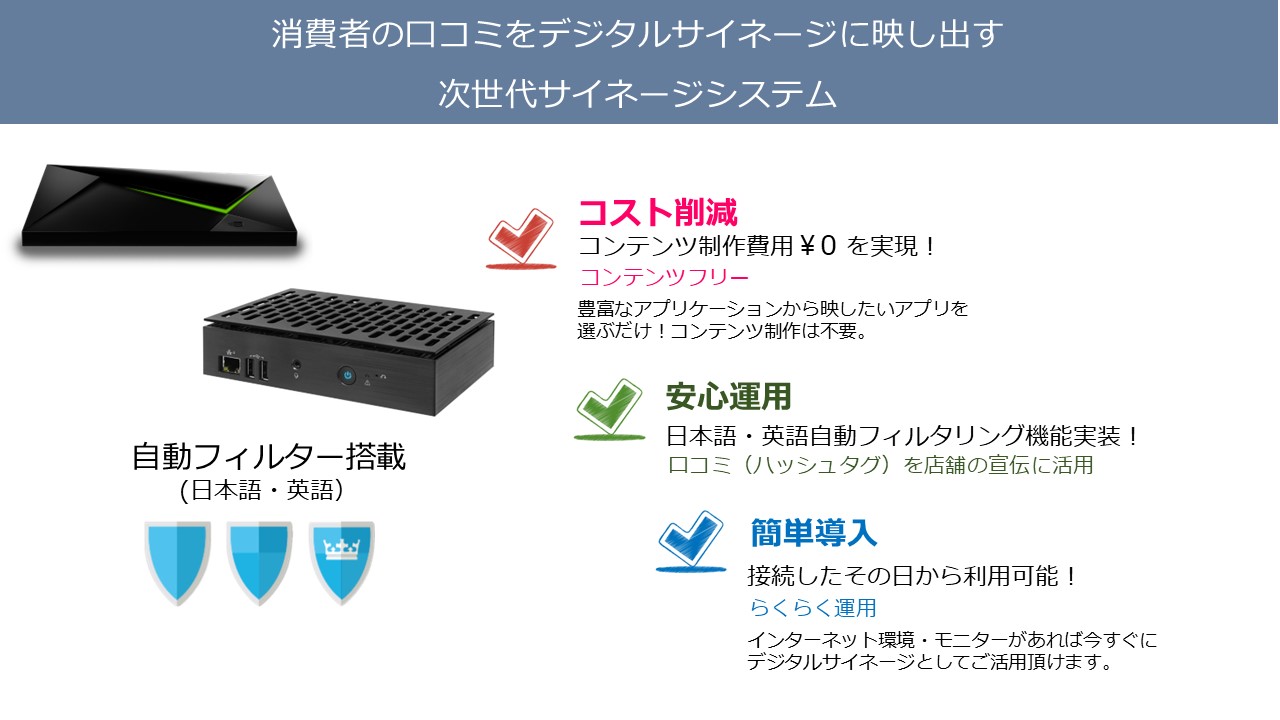 消費者の口コミをデジタルサイネージに映し出す
次世代サイネージシステム
コスト削減
コンテンツ制作費用￥0 を実現！
コンテンツフリー
豊富なアプリケーションから映したいアプリを
選ぶだけ！コンテンツ制作は不要。
安心運用
日本語・英語自動フィルタリング機能実装！
口コミ（ハッシュタグ）を店舗の宣伝に活用
簡単導入
接続したその日から利用可能！
らくらく運用
インターネット環境・モニターがあれば今すぐに
デジタルサイネージとしてご活用頂けます。
自動フィルター搭載
(日本語・英語）